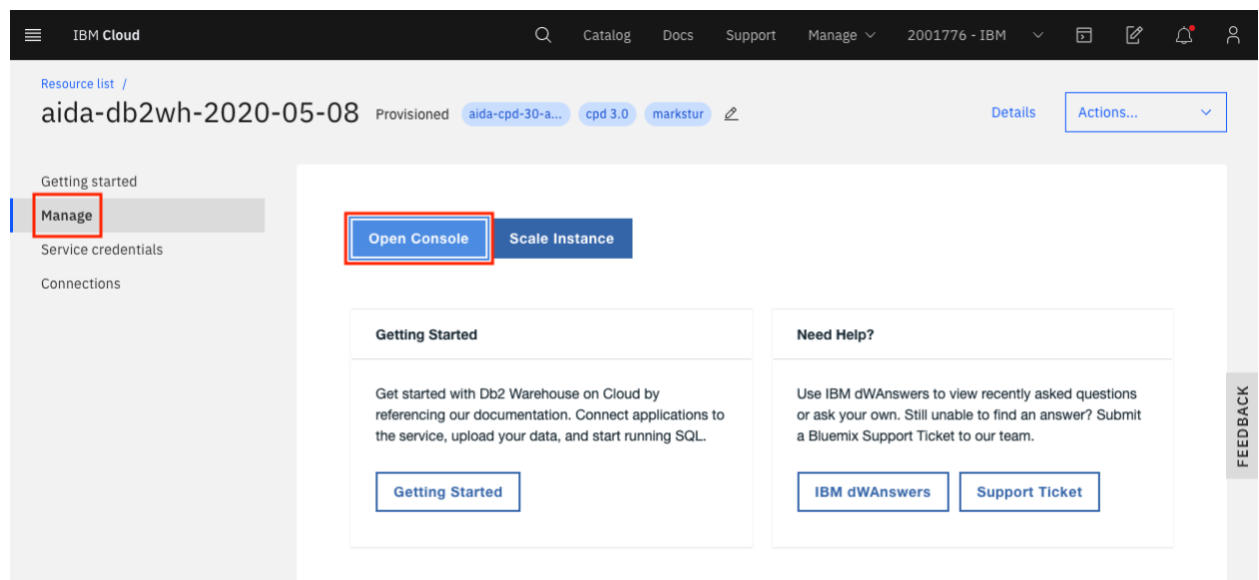 IBM Cloud
Catalog
Docs
Support
Manage
2001776 - IBM
Resource list /
aida-db2wh-2020-05-08
Provisioned
aida-cpd-30-a...
cpd 3.0
markstur
Details
Actions...
Getting started
Manage
Service credentials
Connections
Open Console
Scale Instance
Getting Started
Get started with Db2 Warehouse on Cloud by
referencing our documentation. Connect applications to
the service, upload your data, and start running SQL.
Getting Started
Need Help?
Use IBM dWAnswers to view recently asked questions
or ask your own. Still unable to find an answer? Submit
a Bluemix Support Ticket to our team.
IBM dWAnswers
Support Ticket
FEEDBACK